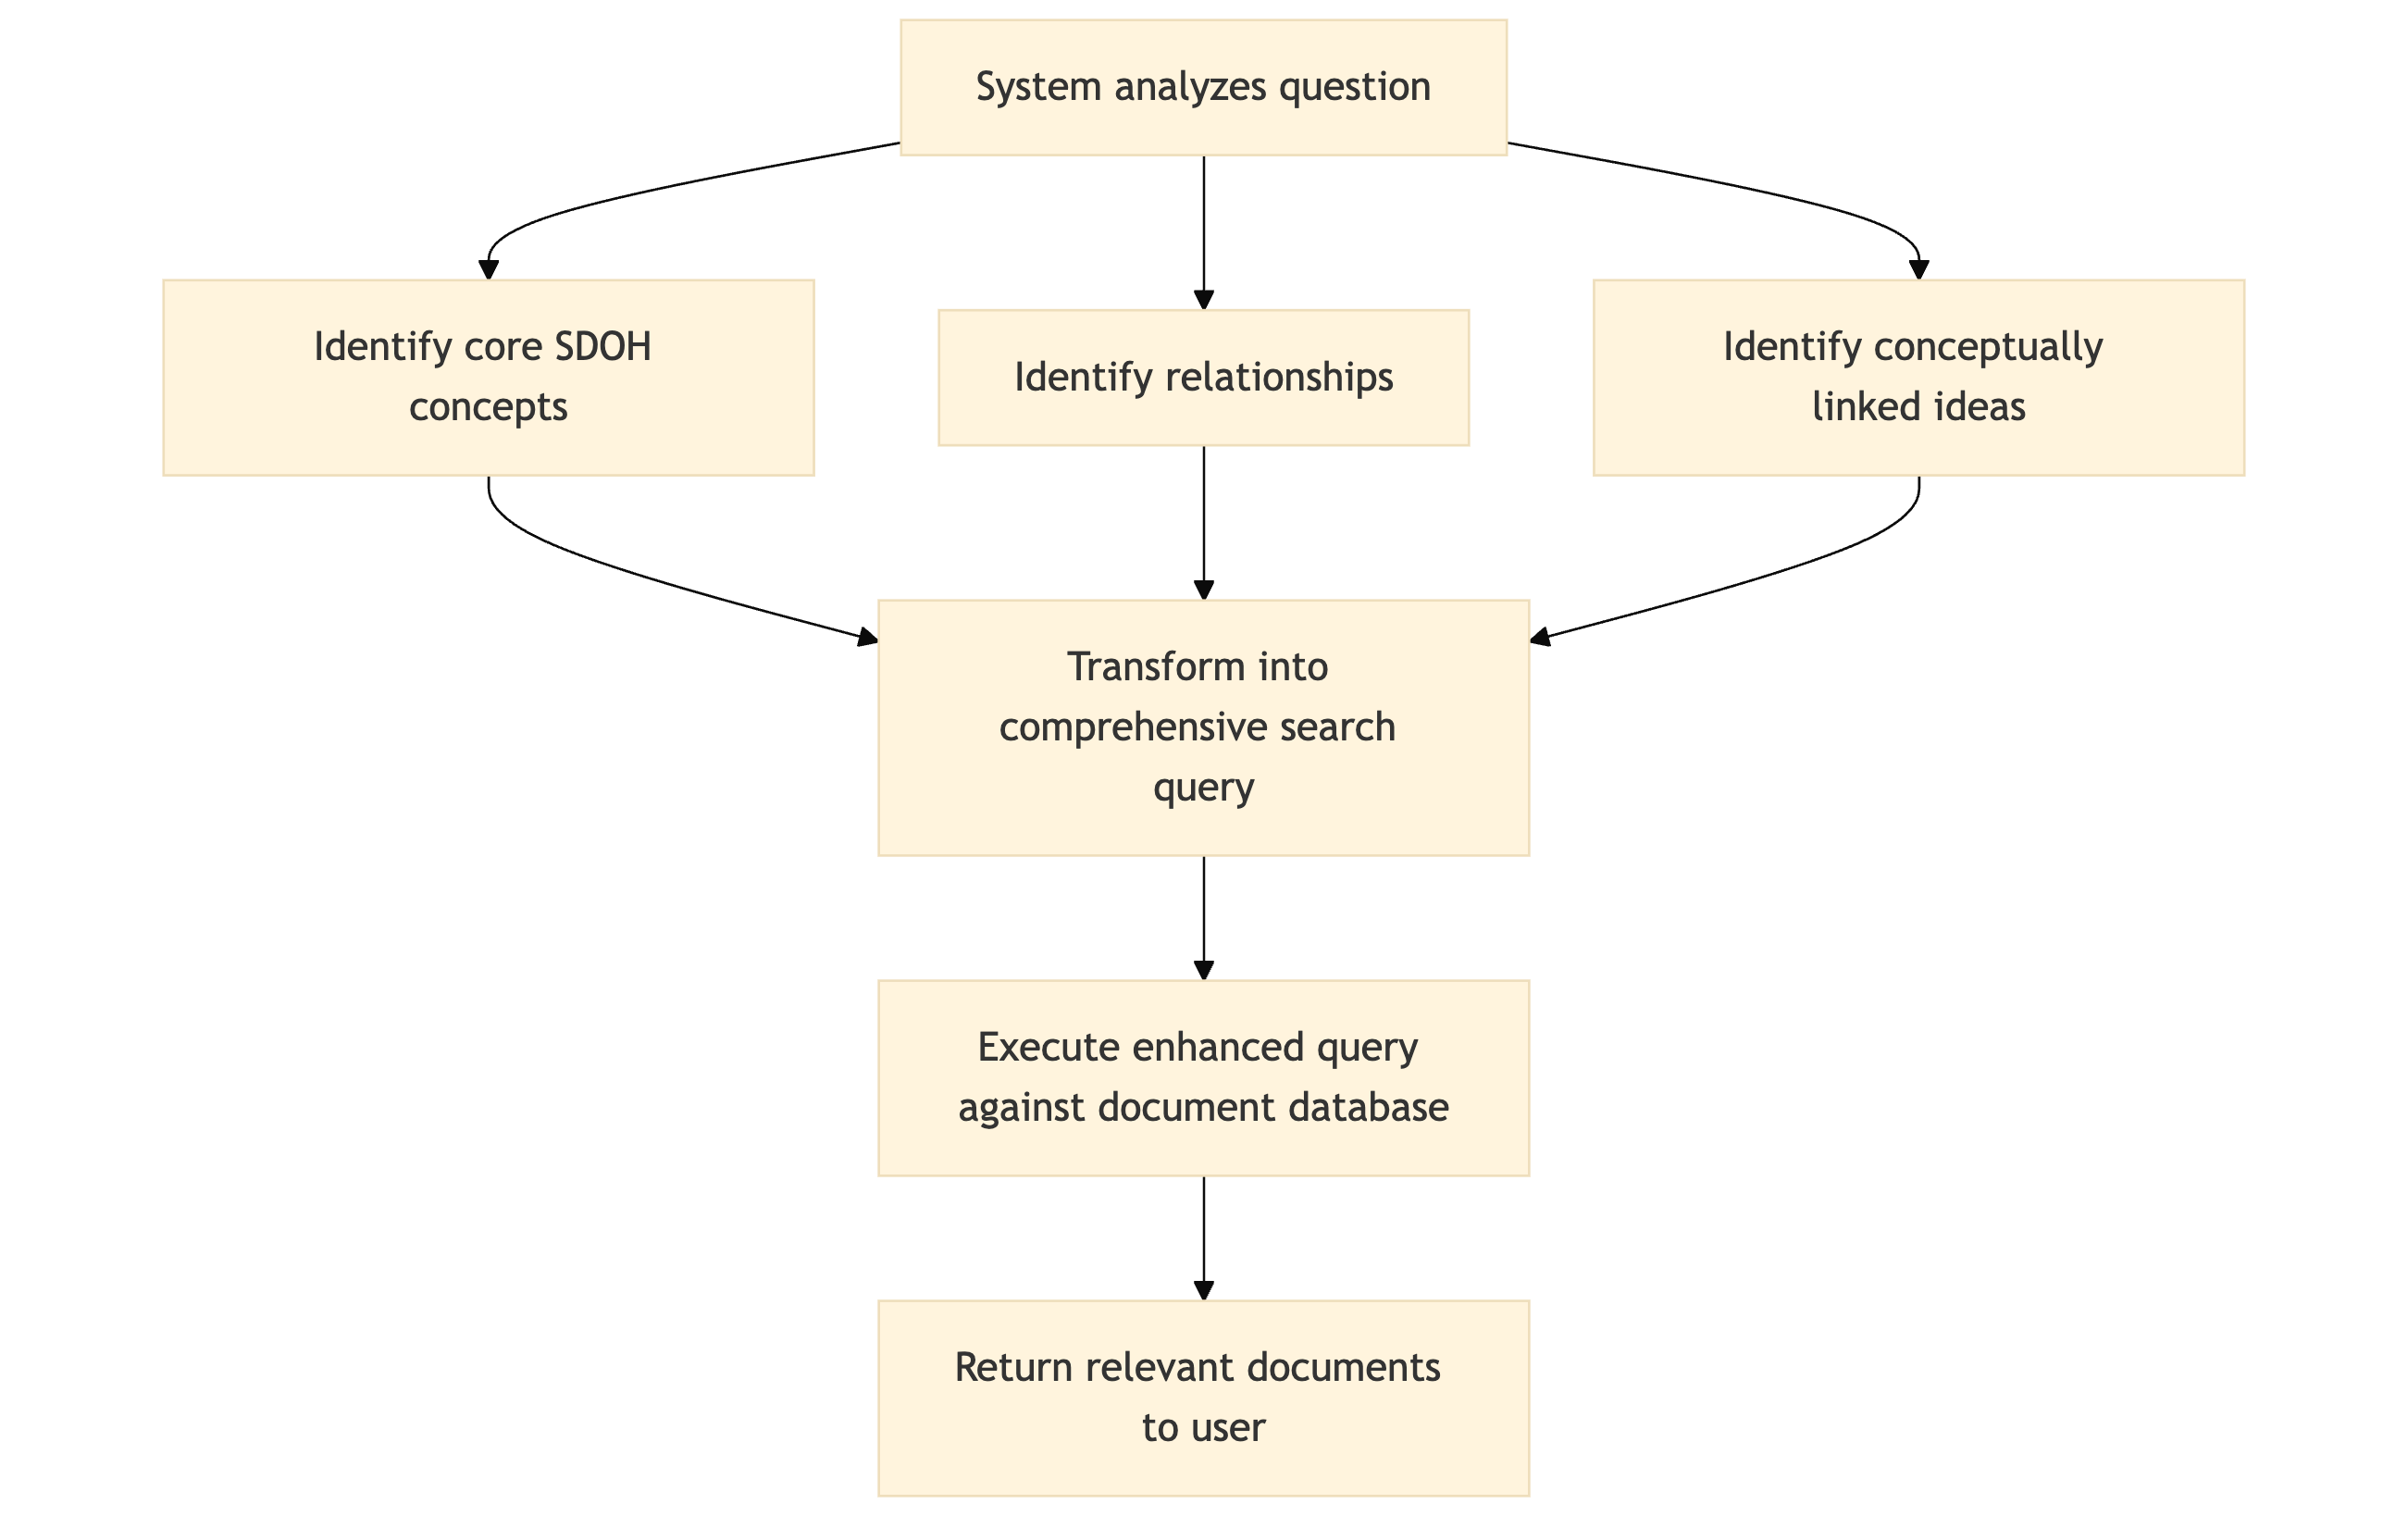 System analyzes question
Identify core SDOH
concepts
Identify relationships
Identify conceptually
linked ideas
Transform into
comprehensive search
query
Execute enhanced query
against document database
Return relevant documents
to user